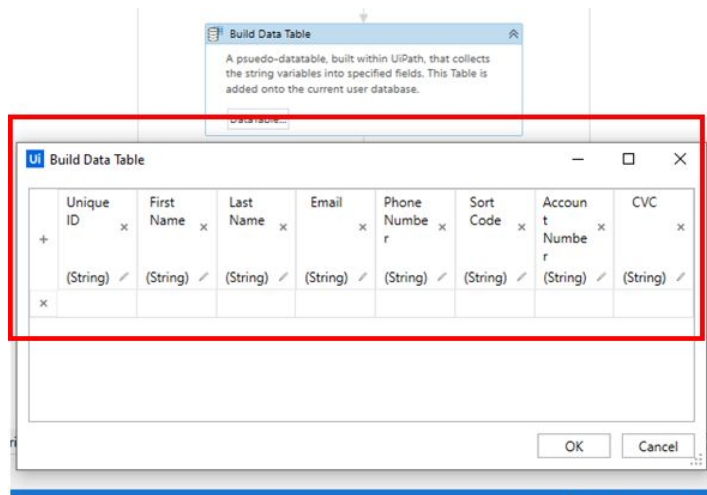 Build Data Table
A psuedo-datatable, built within UiPath, that collects
the string variables into specified fields. This Table is
added onto the current user database.
DataTable...
Ui Build Data Table
Unique First Last Email Phone Sort Accoun CVC
ID Name Name Numbe Code t
r Numbe
r
(String) (String) (String) (String) (String) (String) (String) (String)
OK Cancel
ri